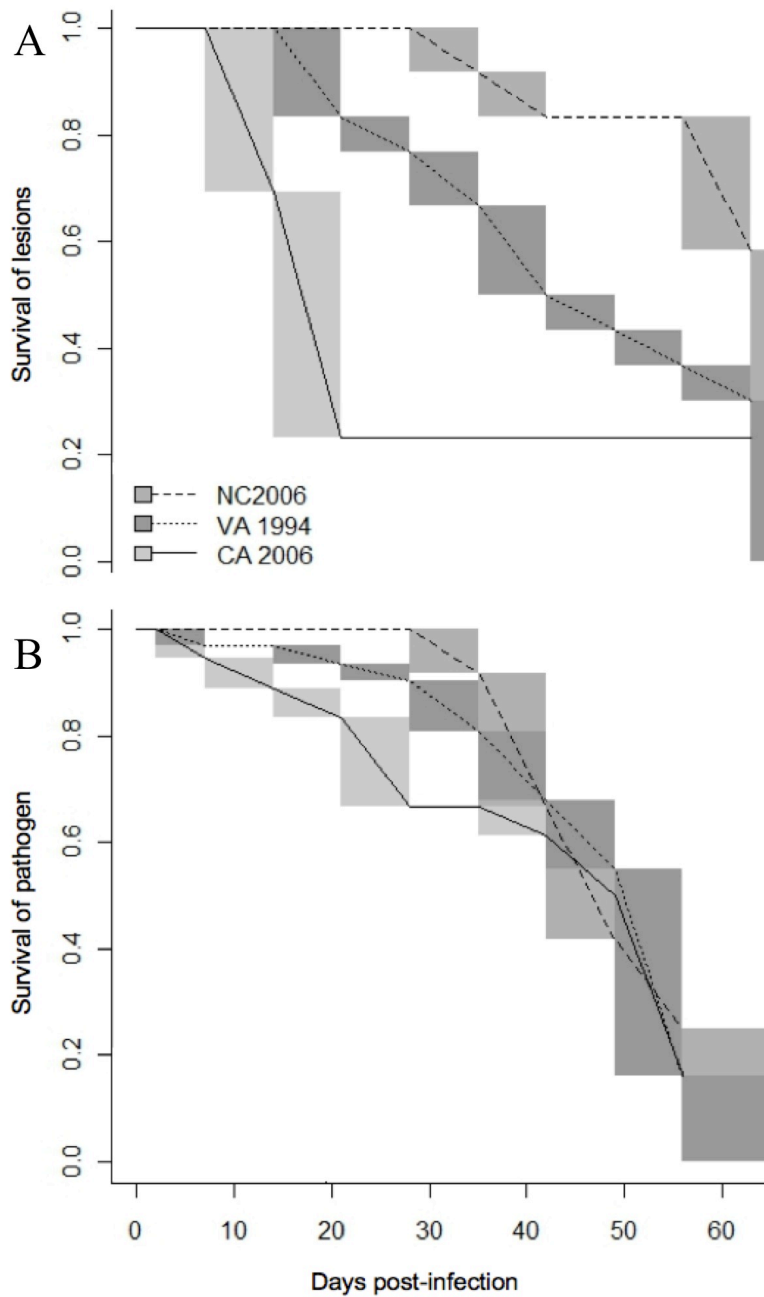 A
1.0
0.8
0.6
0.4
0.2
0.0
Survival of lesions
NC2006
VA 1994
CA 2006
B
1.0
0.8
0.6
0.4
0.2
0.0
Survival of pathogen
0 10 20 30 40 50 60
Days post-infection